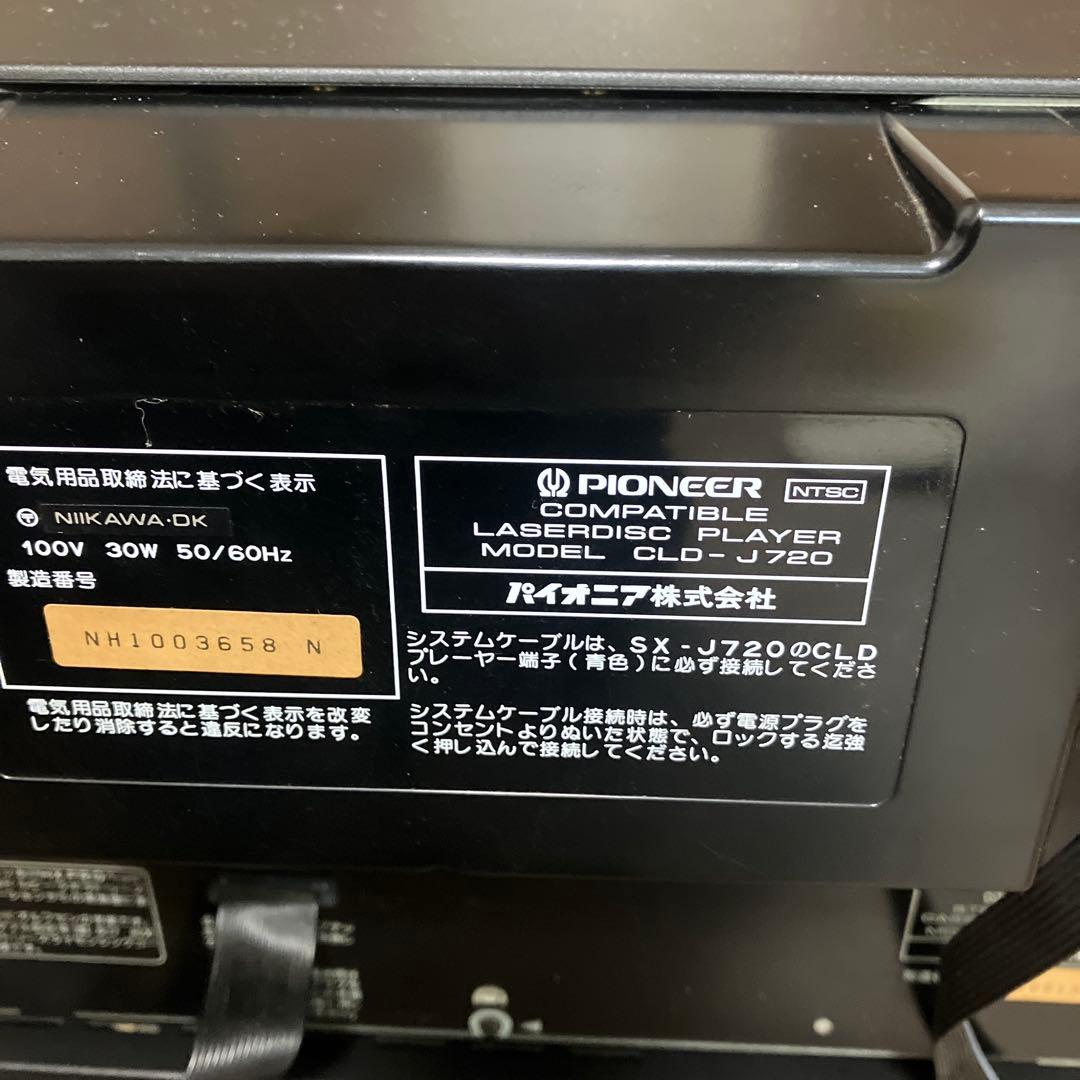 電気用品取締法に基づく表示
〒 NIIKAWA・DK
100V 30W 50/60Hz
製造番号
NH1003658 N
電気用品取締法に基づく表示を改変
したり消除すると違反になります。
PIONEER NTSC
COMPATIBLE
LASERDISC PLAYER
MODEL CLD-J720
パイオニア株式会社
システムケーブルは、SX-J720のCLD
プレーヤー端子(青色)に必ず接続してくださ
い。
システムケーブル接続時は、必ず電源プラグを
コンセントよりぬいた状態で、ロックする迄強
く押し込んで接続してください。